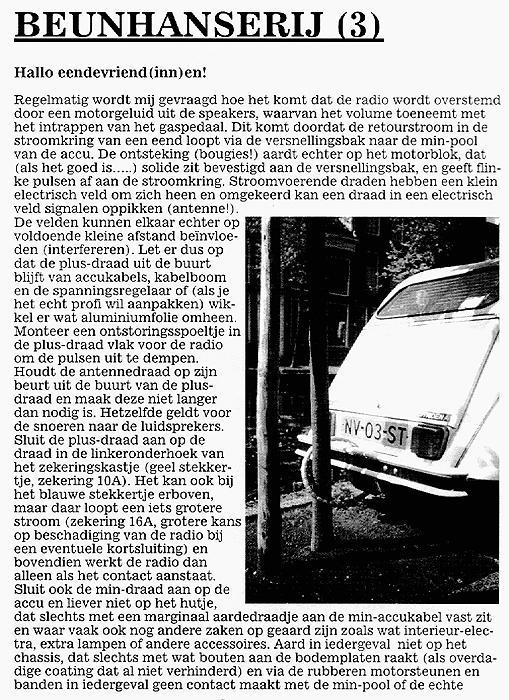 BEUNHANSERIJ (3)
Hallo eendevriend(inn)en!
Regelmatig wordt mij gevraagd hoe het komt dat de radio wordt overstemd
door een motorgeluid uit de speakers, waarvan het volume toeneemt met
het intrappen van het gaspedaal. Dit komt doordat de retourstroom in de
stroomkring van een eend loopt via de versnellingsbak naar de min-pool
van de accu. De ontsteking (bougies!) aardt echter op het motorblok, dat
(als het goed is.....) solide zit bevestigd aan de versnellingsbak, en geeft flin-
ke pulsen af aan de stroomkring. Stroomvoerende draden hebben een klein
electrisch veld om zich heen en omgekeerd kan een draad in een electrisch
veld signalen oppikken (antenne!).
De velden kunnen elkaar echter op
voldoende kleine afstand beïnvloe-
den (interfereren). Let er dus op
dat de plus-draad uit de buurt
blijft van accukabels, kabelboom
en de spanningsregelaar of (als je
het echt profi wil aanpakken) wik-
kel er wat aluminiumfolie omheen.
Monteer een ontstoringsspoeltje in
de plus-draad vlak voor de radio
om de pulsen uit te dempen.
Houdt de antennedraad op zijn
beurt uit de buurt van de plus-
draad en maak deze niet langer
dan nodig is. Hetzelfde geldt voor
de snoeren naar de luidsprekers.
Sluit de plus-draad aan op de
draad in de linkeronderhoek van
het zekeringskastje (geel stekker-
tje, zekering 10A). Het kan ook bij
het blauwe stekkertje erboven,
maar daar loopt een iets grotere
stroom (zekering 16A, grotere kans
op beschadiging van de radio bij
een eventuele kortsluiting) en
bovendien werkt de radio dan
alleen als het contact aanstaat.
Sluit ook de min-draad aan op de
accu en liever niet op het hutje,
dat slechts met een marginaal aardedraadje aan de min-accukabel vast zit
en waar vaak ook nog andere zaken op geaard zijn zoals wat interieur-elec-
tra, extra lampen of andere accessoires. Aard in iedergeval niet op het
chassis, dat slechts met wat bouten aan de bodemplaten raakt (als overda-
dige coating dat al niet verhinderd) en via de rubberen motorsteunen en
banden in iedergeval geen contact maakt met de min-pool of de echte
NV-03-ST